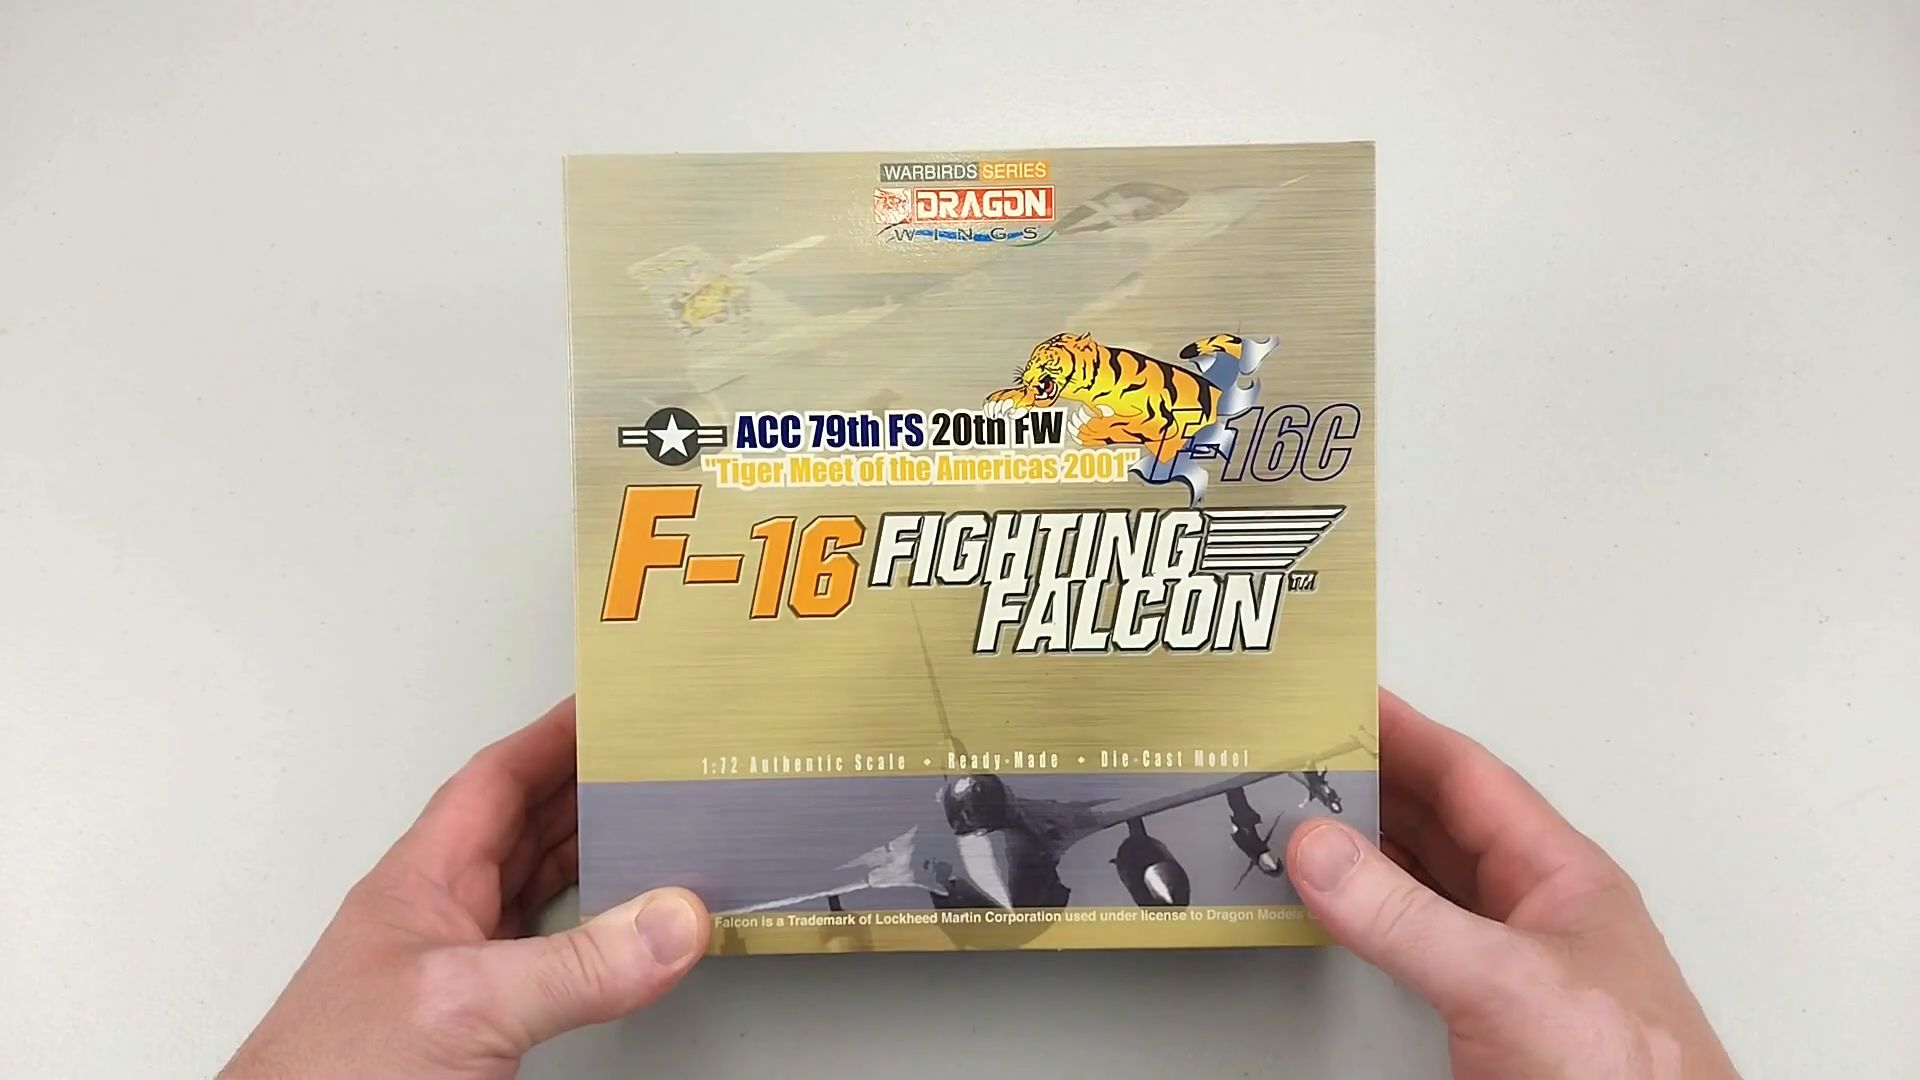 WARBIRDS SERIES
DRAGON
WINGS
ACC 79th FS 20th FW
"Tiger Meet of the Americas 2001"
F-16C
F-16 FIGHTING
FALCON™
1:72 Authentic Scale • Ready-Made • Die-Cast Model
Falcon is a Trademark of Lockheed Martin Corporation used under license to Dragon Models